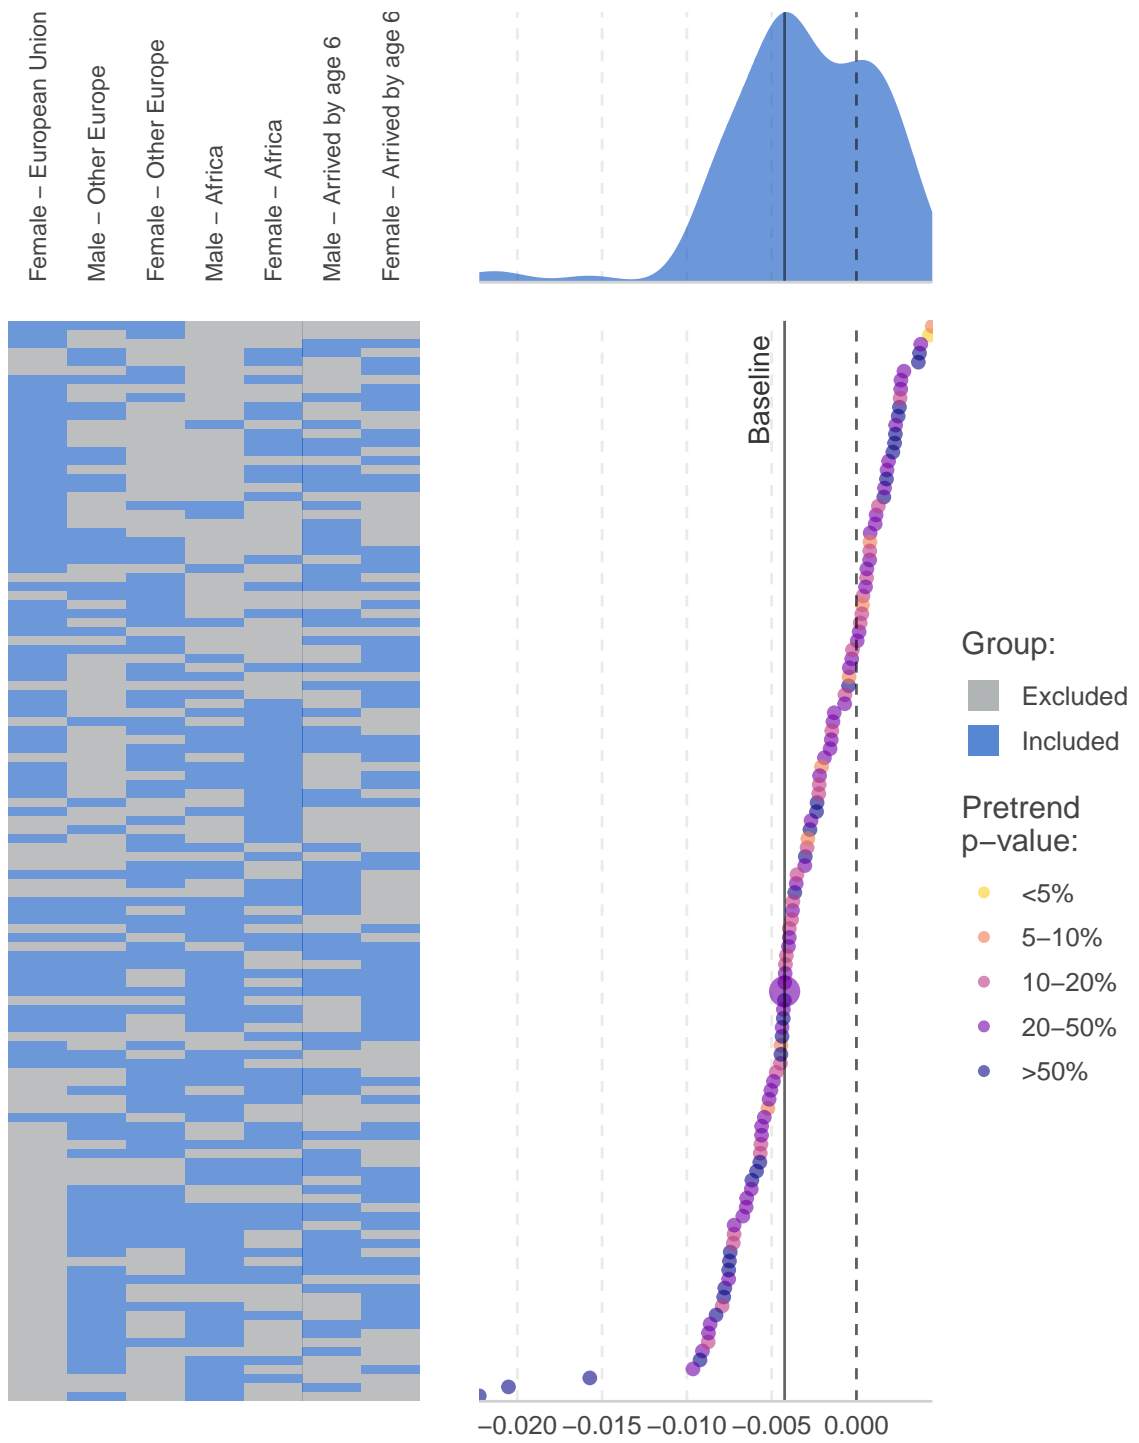 Female – European Union
Male – Other Europe
Female – Other Europe
Male – Africa
Female – Africa
Male – Arrived by age 6
Female – Arrived by age 6
Baseline
Group:
Excluded
Included
Pretrend
p–value:
<5%
5–10%
10–20%
20–50%
>50%
−0.020 −0.015 −0.010 −0.005 0.000